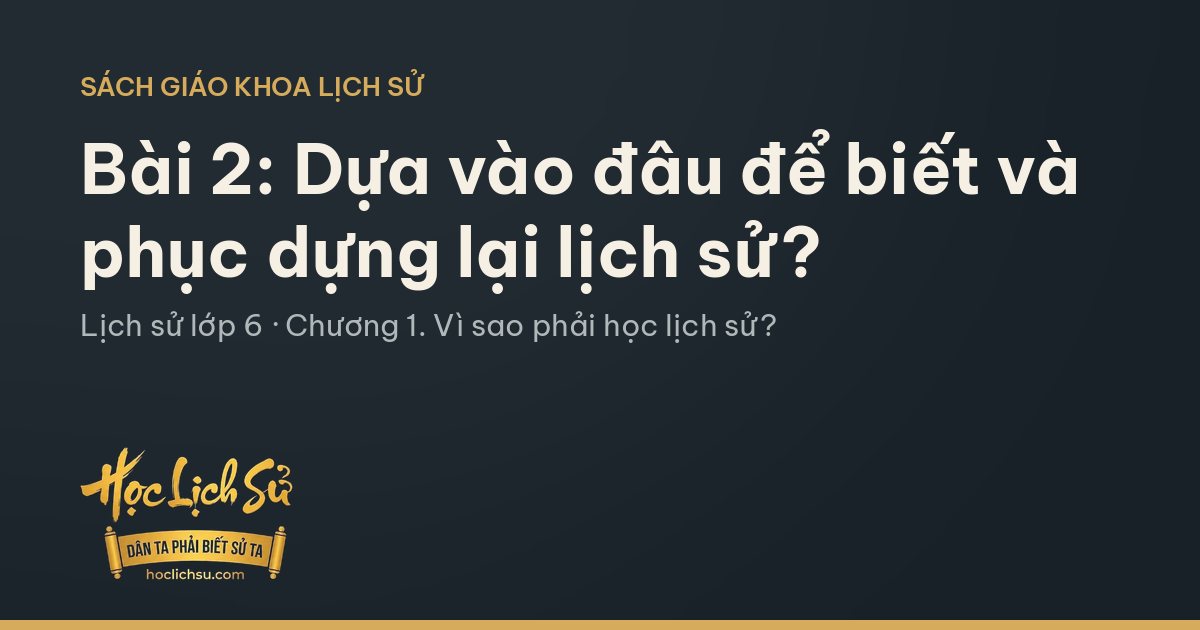 SÁCH GIÁO KHOA LỊCH SỬ
Bài 2: Dựa vào đâu để biết và
phục dựng lại lịch sử?
Lịch sử lớp 6 · Chương 1. Vì sao phải học lịch sử?
Học Lịch Sử
DÂN TA PHẢI BIẾT SỬ TA
hoclichsu.com